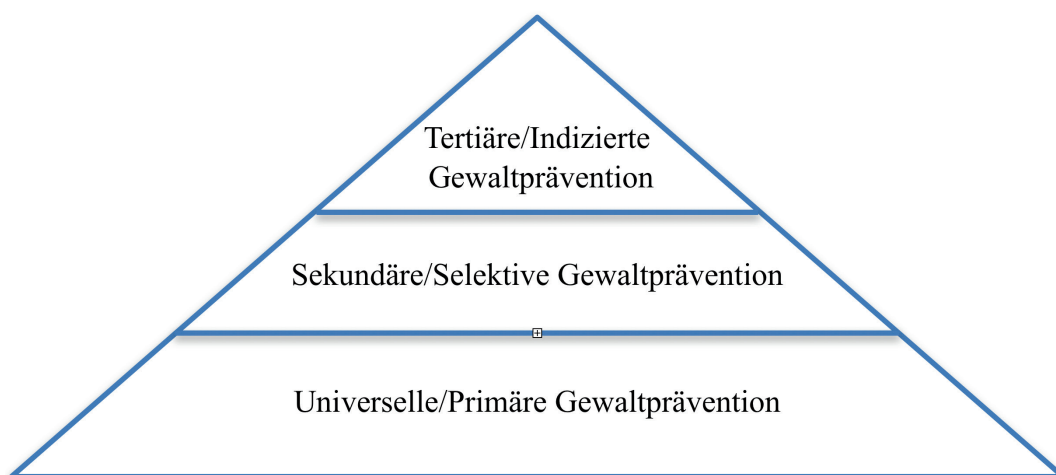 Tertiäre/Indizierte
Gewaltprävention
Sekundäre/Selektive Gewaltprävention
Universelle/Primäre Gewaltprävention